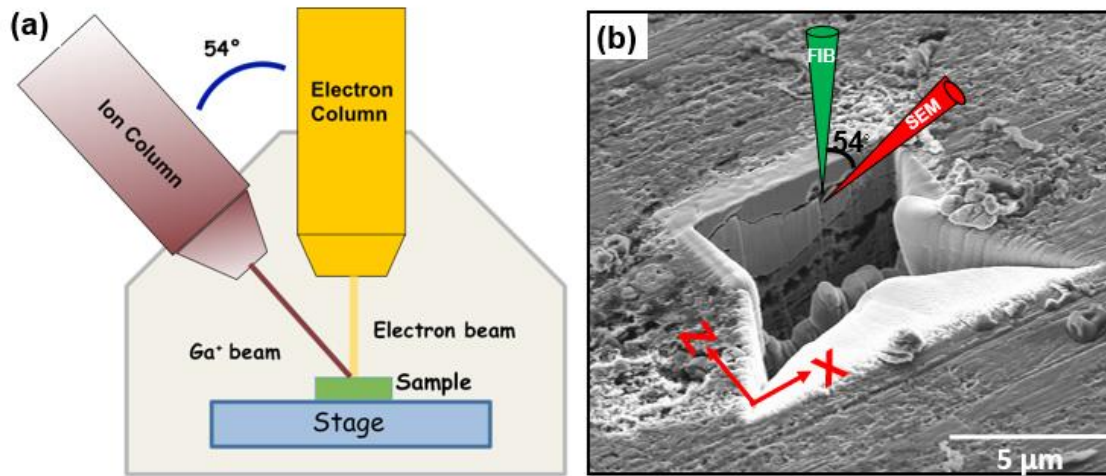 (a)
54°
Ion Column
Electron
Column
Ga⁺ beam
Electron beam
Sample
Stage
(b)
FIB
SEM
54°
Z
X
5 µm